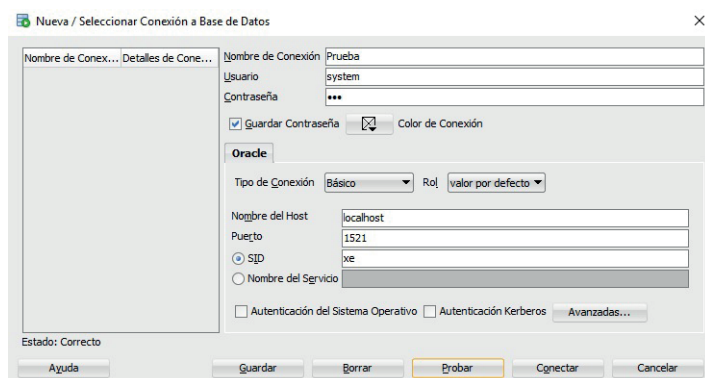 Nueva / Seleccionar Conexión a Base de Datos
Nombre de Conex... Detalles de Cone...
Nombre de Conexión Prueba
Usuario system
Contraseña •••
Guardar Contraseña Color de Conexión
Oracle
Tipo de Conexión Básico Rol valor por defecto
Nombre del Host localhost
Puerto 1521
SID xe
Nombre del Servicio
Autenticación del Sistema Operativo Autenticación Kerberos Avanzadas...
Estado: Correcto
Ayuda Guardar Borrar Probar Conectar Cancelar